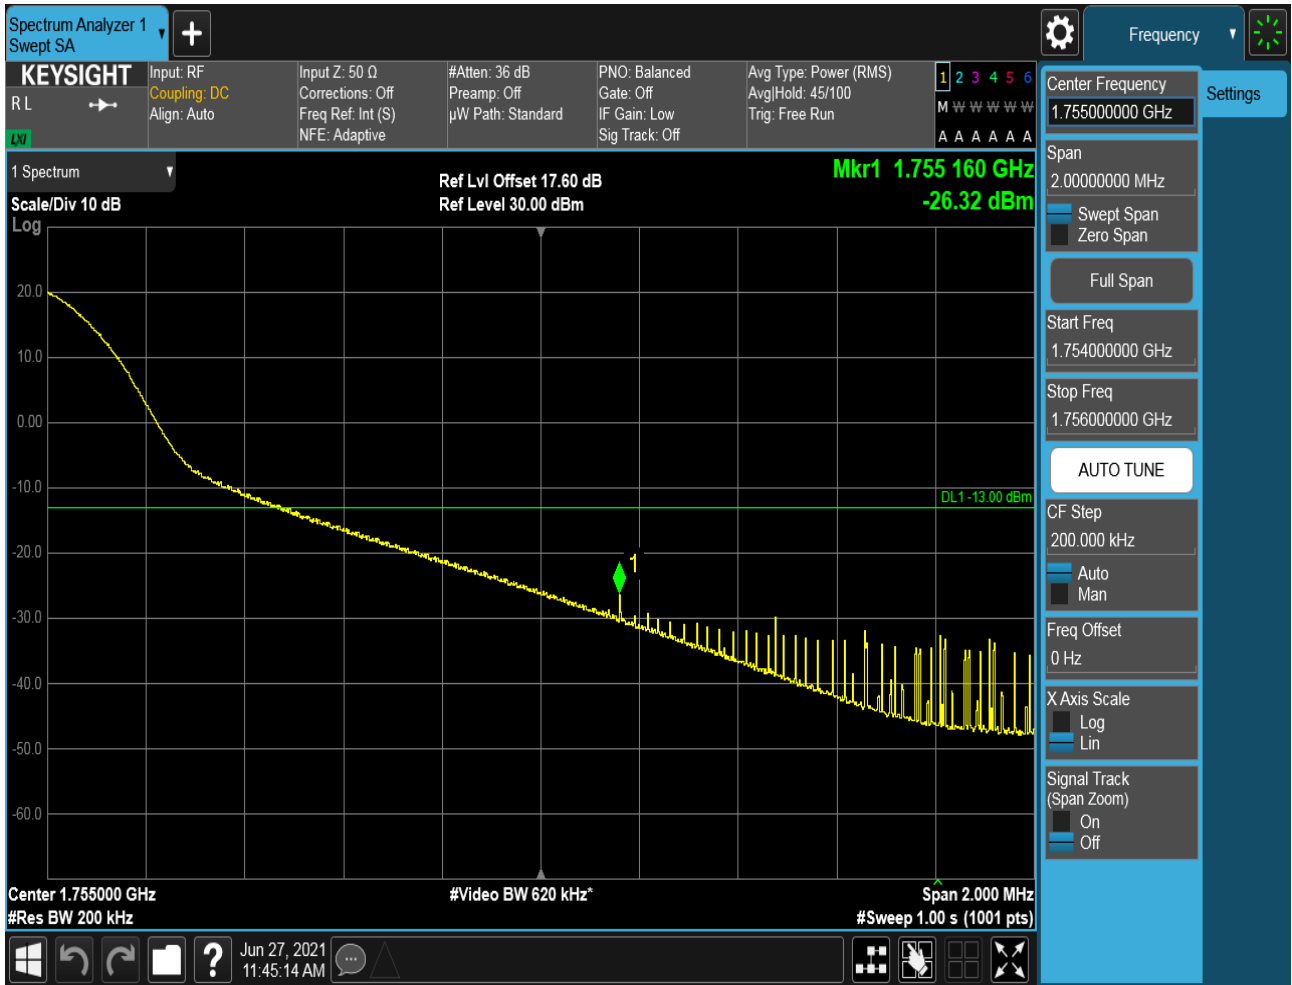 Spectrum Analyzer 1
Swept SA
Frequency
KEYSIGHT
R L
LXI
Input: RF
Coupling: DC
Align: Auto
Input Z: 50 Ω
Corrections: Off
Freq Ref: Int (S)
NFE: Adaptive
#Atten: 36 dB
Preamp: Off
µW Path: Standard
PNO: Balanced
Gate: Off
IF Gain: Low
Sig Track: Off
Avg Type: Power (RMS)
Avg|Hold: 45/100
Trig: Free Run
1 2 3 4 5 6
M W W W W W
A A A A A A
1 Spectrum
Scale/Div 10 dB
Log
Ref Lvl Offset 17.60 dB
Ref Level 30.00 dBm
Mkr1 1.755 160 GHz
-26.32 dBm
20.0
10.0
0.00
-10.0
-20.0
-30.0
-40.0
-50.0
-60.0
DL1 -13.00 dBm
1
Center 1.755000 GHz
#Res BW 200 kHz
#Video BW 620 kHz*
Span 2.000 MHz
#Sweep 1.00 s (1001 pts)
Center Frequency
1.755000000 GHz
Settings
Span
2.00000000 MHz
Swept Span
Zero Span
Full Span
Start Freq
1.754000000 GHz
Stop Freq
1.756000000 GHz
AUTO TUNE
CF Step
200.000 kHz
Auto
Man
Freq Offset
0 Hz
X Axis Scale
Log
Lin
Signal Track
(Span Zoom)
On
Off
?
Jun 27, 2021
11:45:14 AM